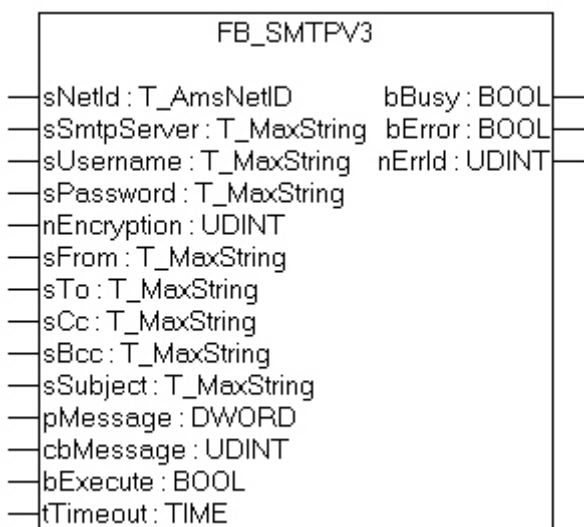 FB_SMTPV3
sNetId : T_AmsNetID bBusy : BOOL
sSmtpServer : T_MaxString bError : BOOL
sUsername : T_MaxString nErrId : UDINT
sPassword : T_MaxString
nEncryption : UDINT
sFrom : T_MaxString
sTo : T_MaxString
sCc : T_MaxString
sBcc : T_MaxString
sSubject : T_MaxString
pMessage : DWORD
cbMessage : UDINT
bExecute : BOOL
tTimeout : TIME